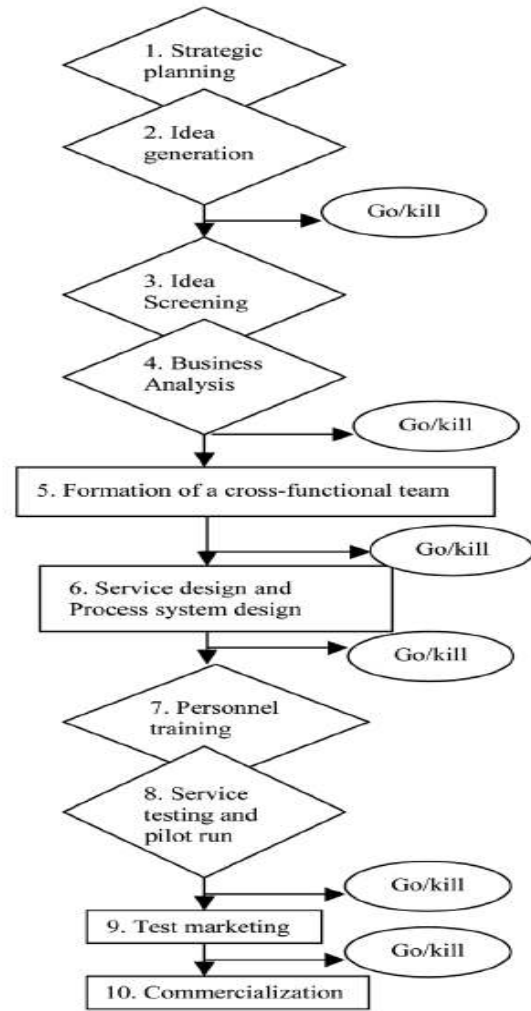 1. Strategic
planning
2. Idea
generation
Go/kill
3. Idea
Screening
4. Business
Analysis
Go/kill
5. Formation of a cross-functional team
Go/kill
6. Service design and
Process system design
Go/kill
7. Personnel
training
8. Service
testing and
pilot run
Go/kill
9. Test marketing
Go/kill
10. Commercialization